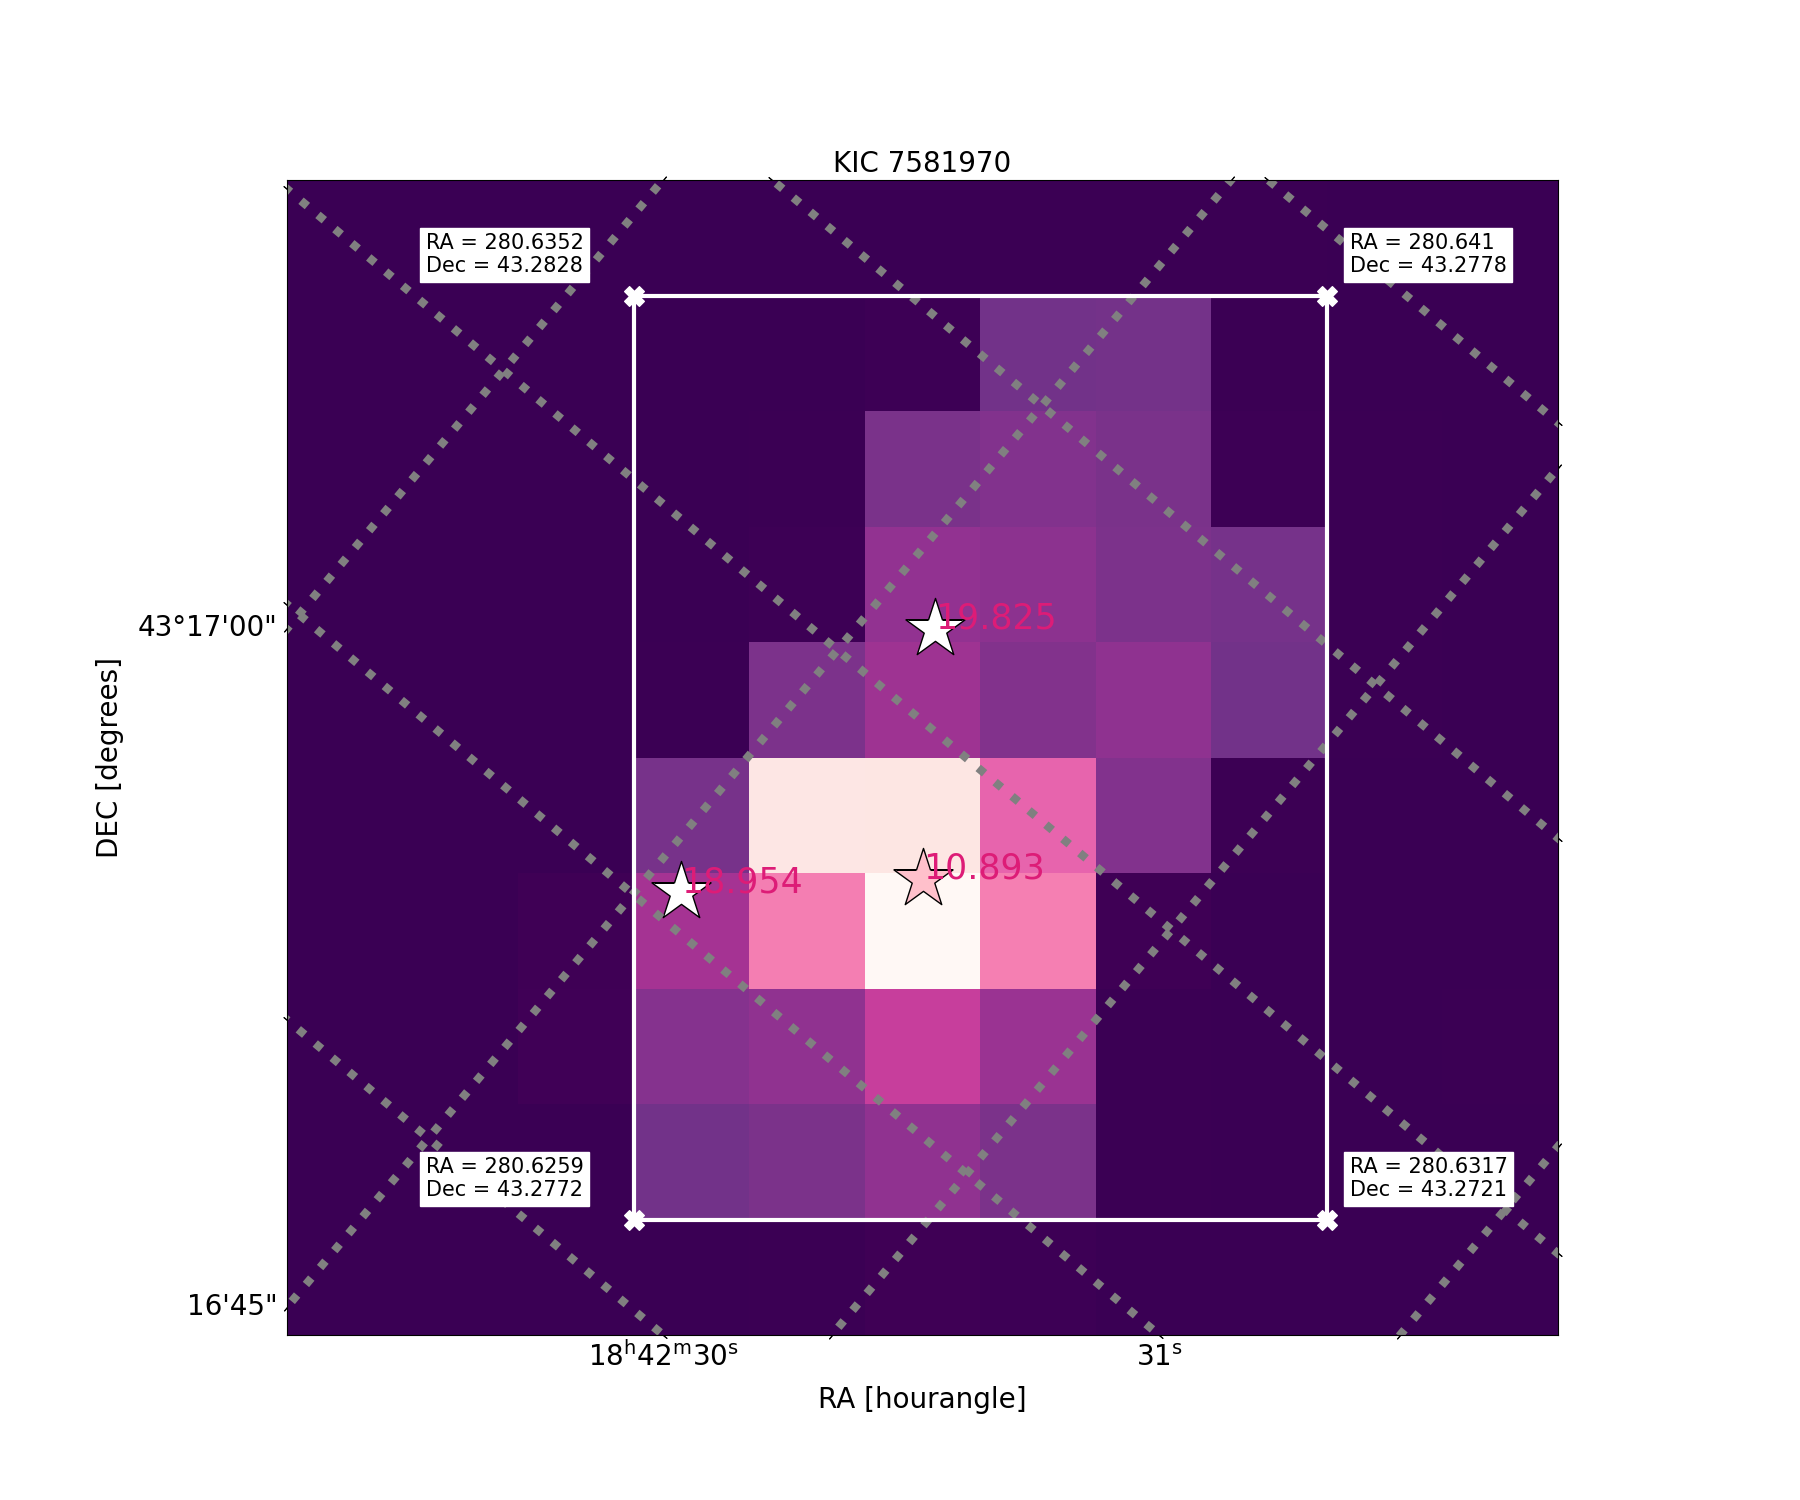 KIC 7581970
RA = 280.6352
Dec = 43.2828
RA = 280.641
Dec = 43.2778
19.825
43°17'00"
DEC [degrees]
10.893
18.954
RA = 280.6259
Dec = 43.2772
RA = 280.6317
Dec = 43.2721
16'45"
18ʰ42ᵐ30ˢ
31ˢ
RA [hourangle]